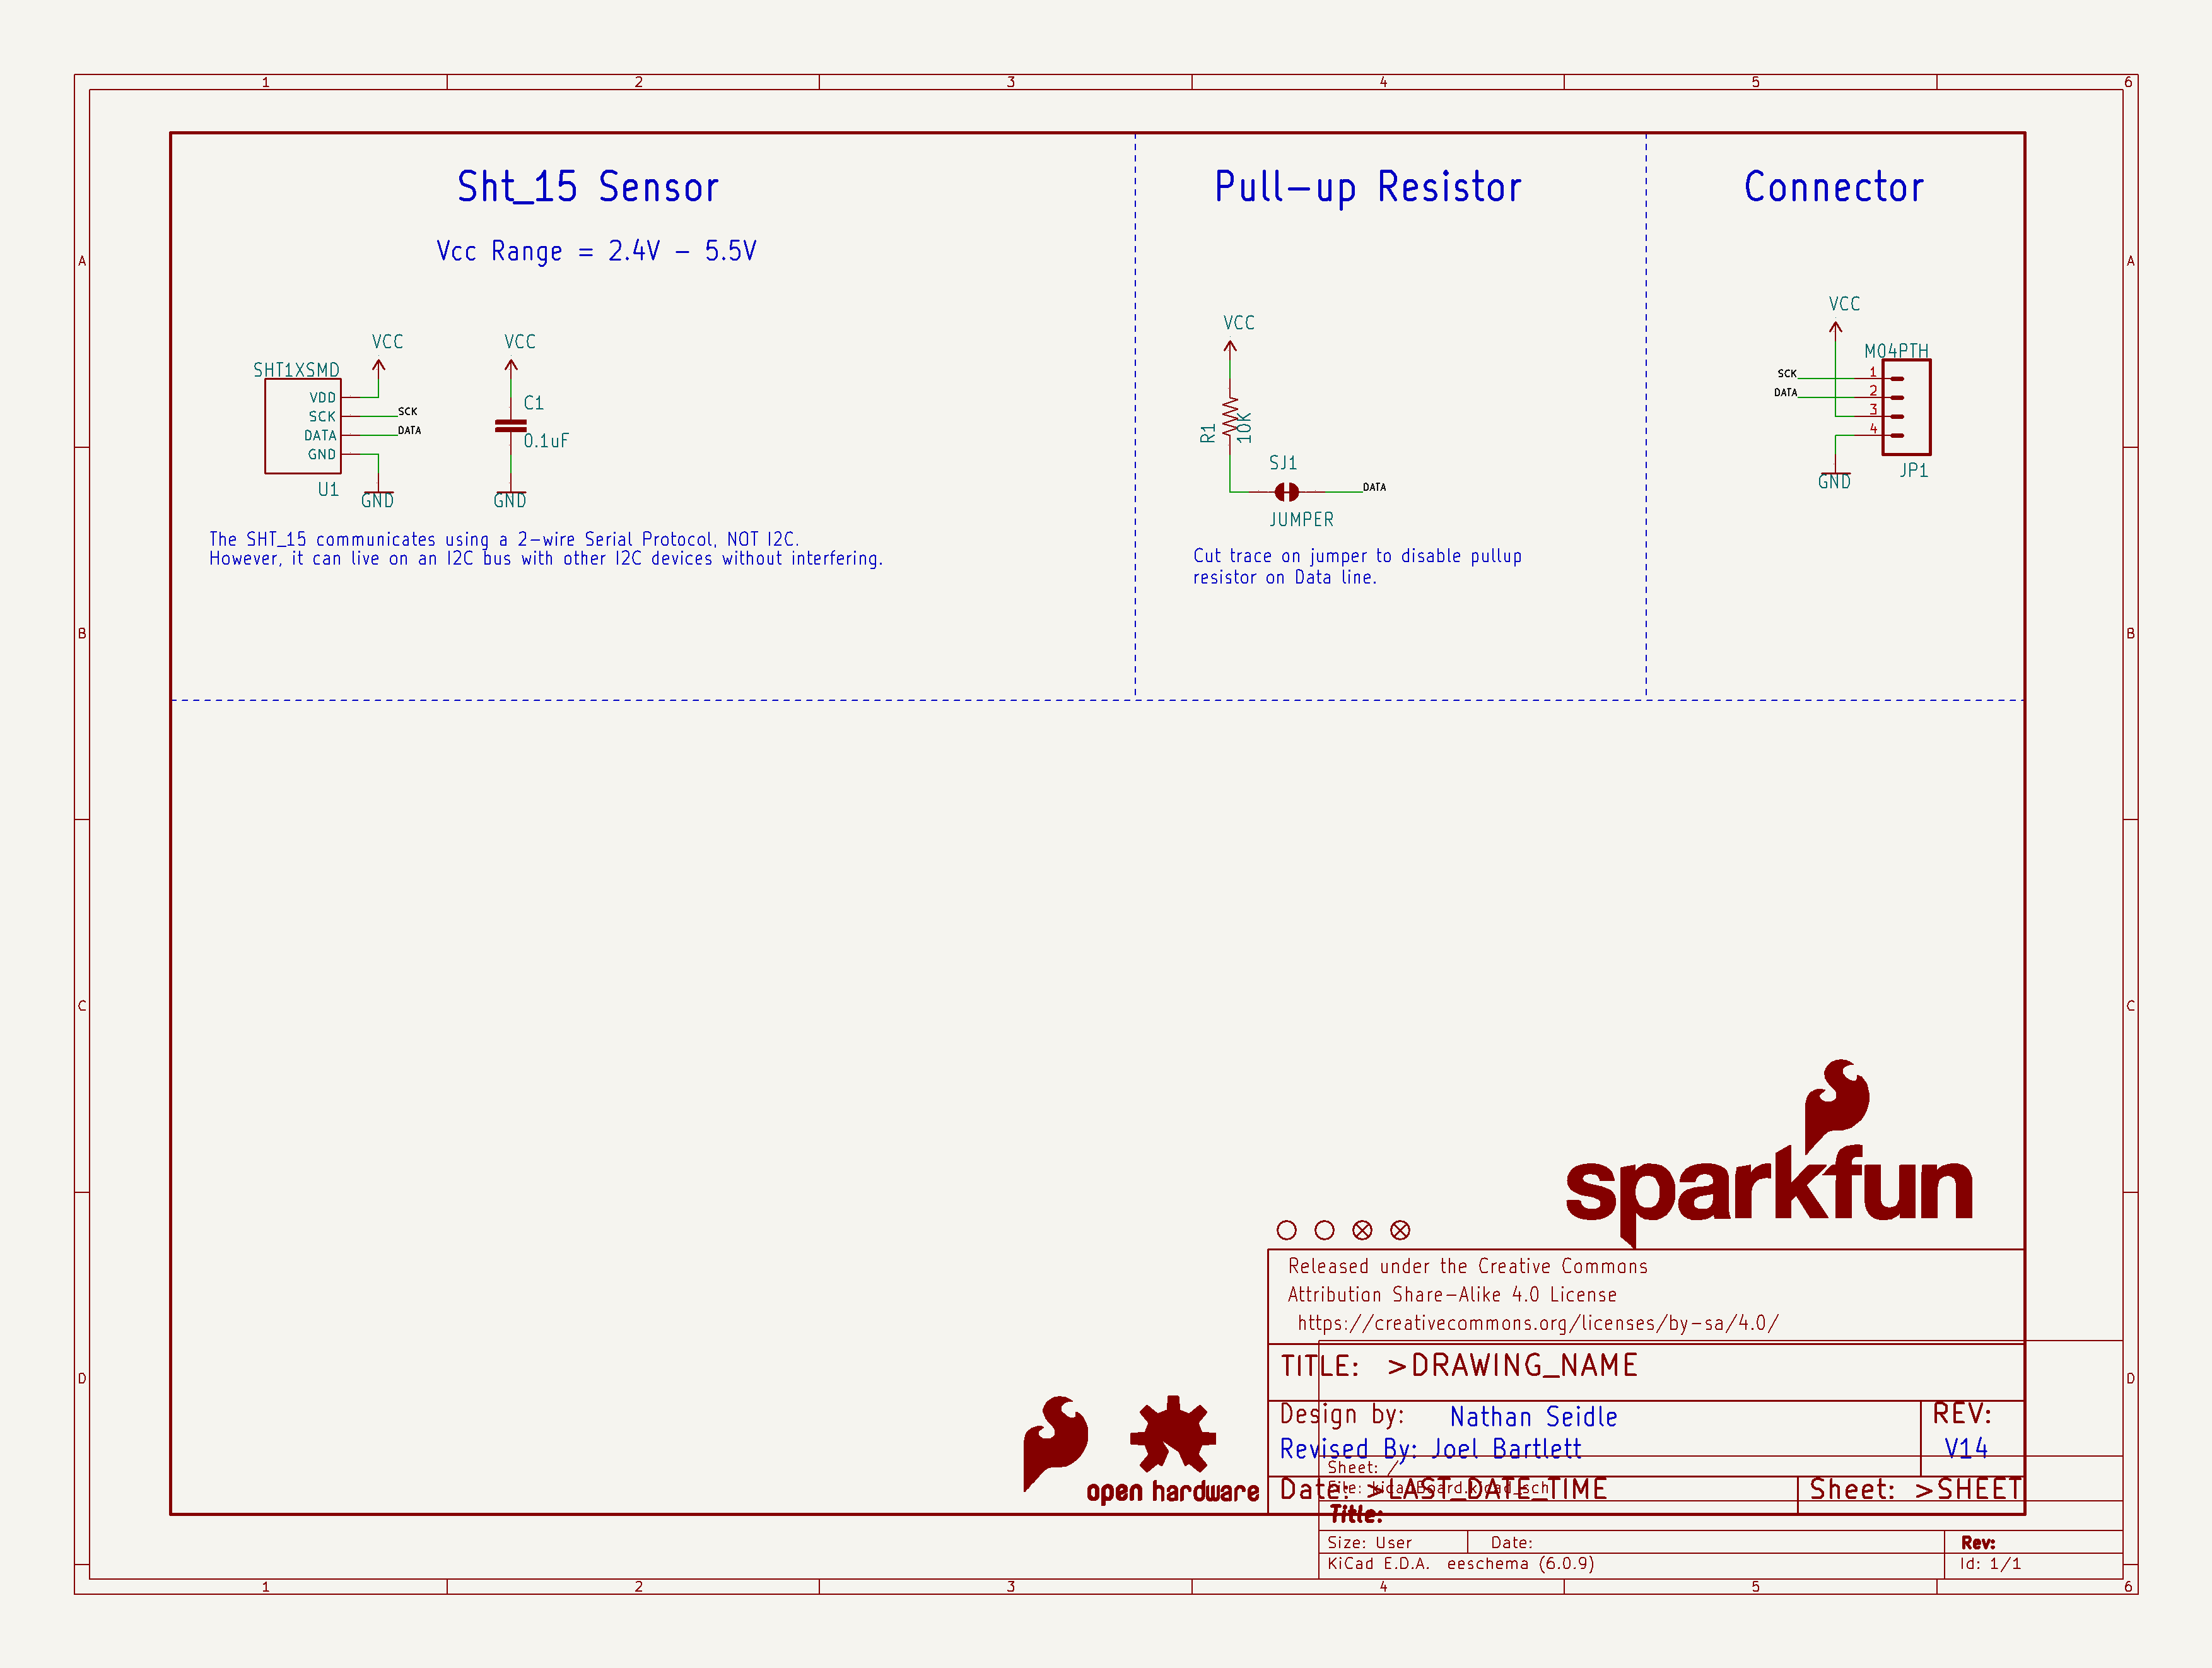 1 2 3 4 5 6
Sht_15 Sensor
Pull-up Resistor
Connector
Vcc Range = 2.4V - 5.5V
A A
VCC
VCC
VCC
VCC
SHT1XSMD
VDD
SCK
DATA
GND
SCK
DATA
U1
GND
C1
0.1uF
GND
R1
10K
SJ1
DATA
JUMPER
M04PTH
SCK
DATA
1
2
3
4
JP1
GND
The SHT_15 communicates using a 2-wire Serial Protocol, NOT I2C.
However, it can live on an I2C bus with other I2C devices without interfering.
Cut trace on jumper to disable pullup
resistor on Data line.
B B
C C
sparkfun
Released under the Creative Commons
Attribution Share-Alike 4.0 License
https://creativecommons.org/licenses/by-sa/4.0/
TITLE: >DRAWING_NAME
D D
Design by: Nathan Seidle
REV:
Revised By: Joel Bartlett
V14
Sheet: /
File: kicadBoard.kicad_sch
Date: >LAST_DATE_TIME
Sheet: >SHEET
open hardware
Title:
Size: User Date: Rev:
KiCad E.D.A. eeschema (6.0.9) Id: 1/1
1 2 3 4 5 6